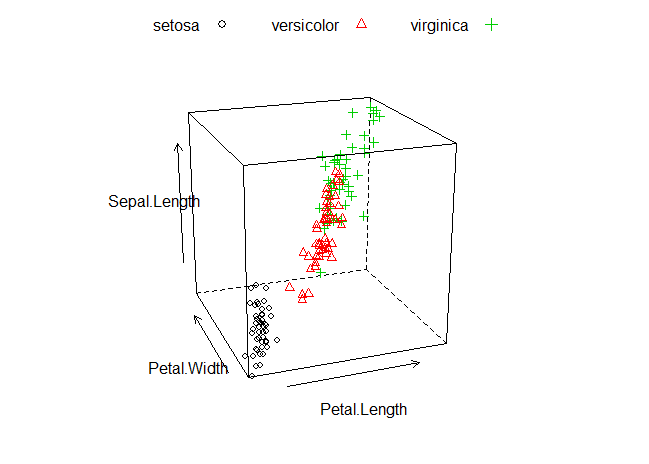 setosa versicolor virginica
Sepal.Length
Petal.Width
Petal.Length